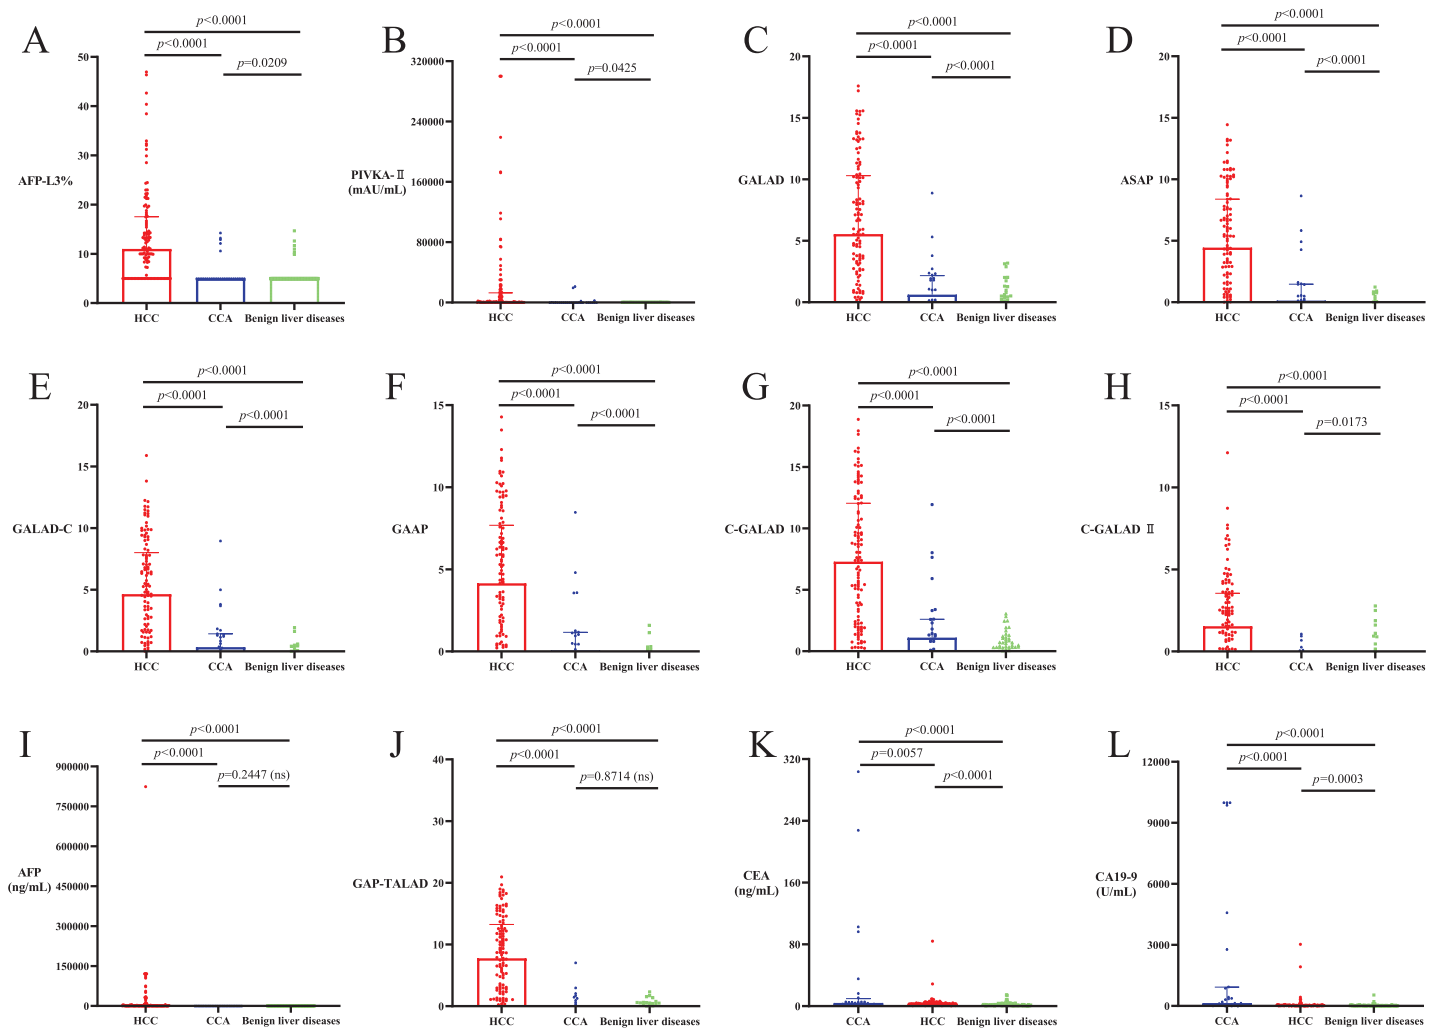 A
p<0.0001
p<0.0001
p=0.0209
50
40
30
20
10
0
AFP-L3%
HCC
CCA
Benign liver diseases
B
p<0.0001
p<0.0001
p=0.0425
320000
240000
160000
80000
0
PIVKA-Ⅱ
(mAU/mL)
HCC
CCA
Benign liver diseases
C
p<0.0001
p<0.0001
p<0.0001
20
15
10
5
0
GALAD
HCC
CCA
Benign liver diseases
D
p<0.0001
p<0.0001
p<0.0001
20
15
10
5
0
ASAP
HCC
CCA
Benign liver diseases
E
p<0.0001
p<0.0001
p<0.0001
20
15
10
5
0
GALAD-C
HCC
CCA
Benign liver diseases
F
p<0.0001
p<0.0001
p<0.0001
15
10
5
0
GAAP
HCC
CCA
Benign liver diseases
G
p<0.0001
p<0.0001
p<0.0001
20
15
10
5
0
C-GALAD
HCC
CCA
Benign liver diseases
H
p<0.0001
p<0.0001
p=0.0173
15
10
5
0
C-GALAD Ⅱ
HCC
CCA
Benign liver diseases
I
p<0.0001
p<0.0001
p=0.2447 (ns)
900000
750000
600000
450000
300000
150000
0
AFP
(ng/mL)
HCC
CCA
Benign liver diseases
J
p<0.0001
p<0.0001
p=0.8714 (ns)
40
30
20
10
0
GAP-TALAD
HCC
CCA
Benign liver diseases
K
p<0.0001
p=0.0057
p<0.0001
320
240
160
80
0
CEA
(ng/mL)
CCA
HCC
Benign liver diseases
L
p<0.0001
p<0.0001
p=0.0003
12000
9000
6000
3000
0
CA19-9
(U/mL)
CCA
HCC
Benign liver diseases